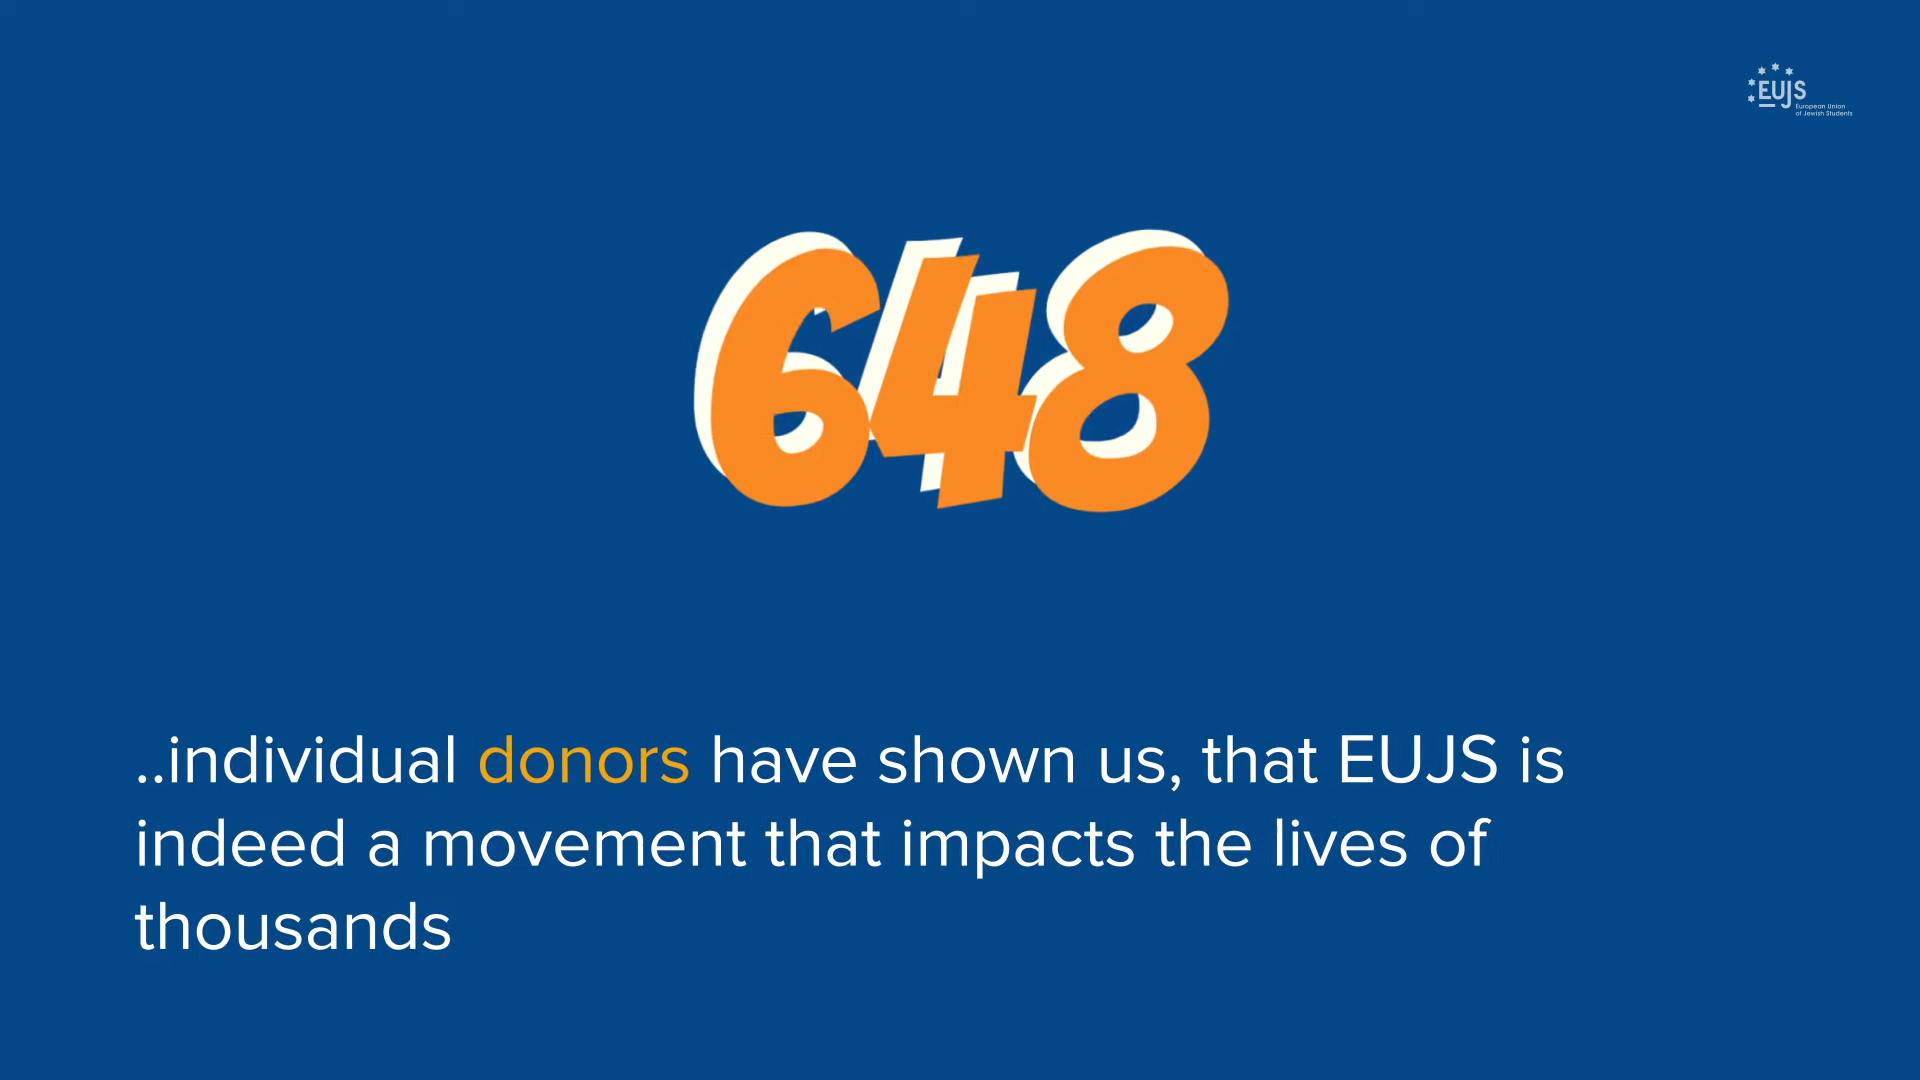 EUJS
European Union
of Jewish Students
648
..individual donors have shown us, that EUJS is
indeed a movement that impacts the lives of
thousands